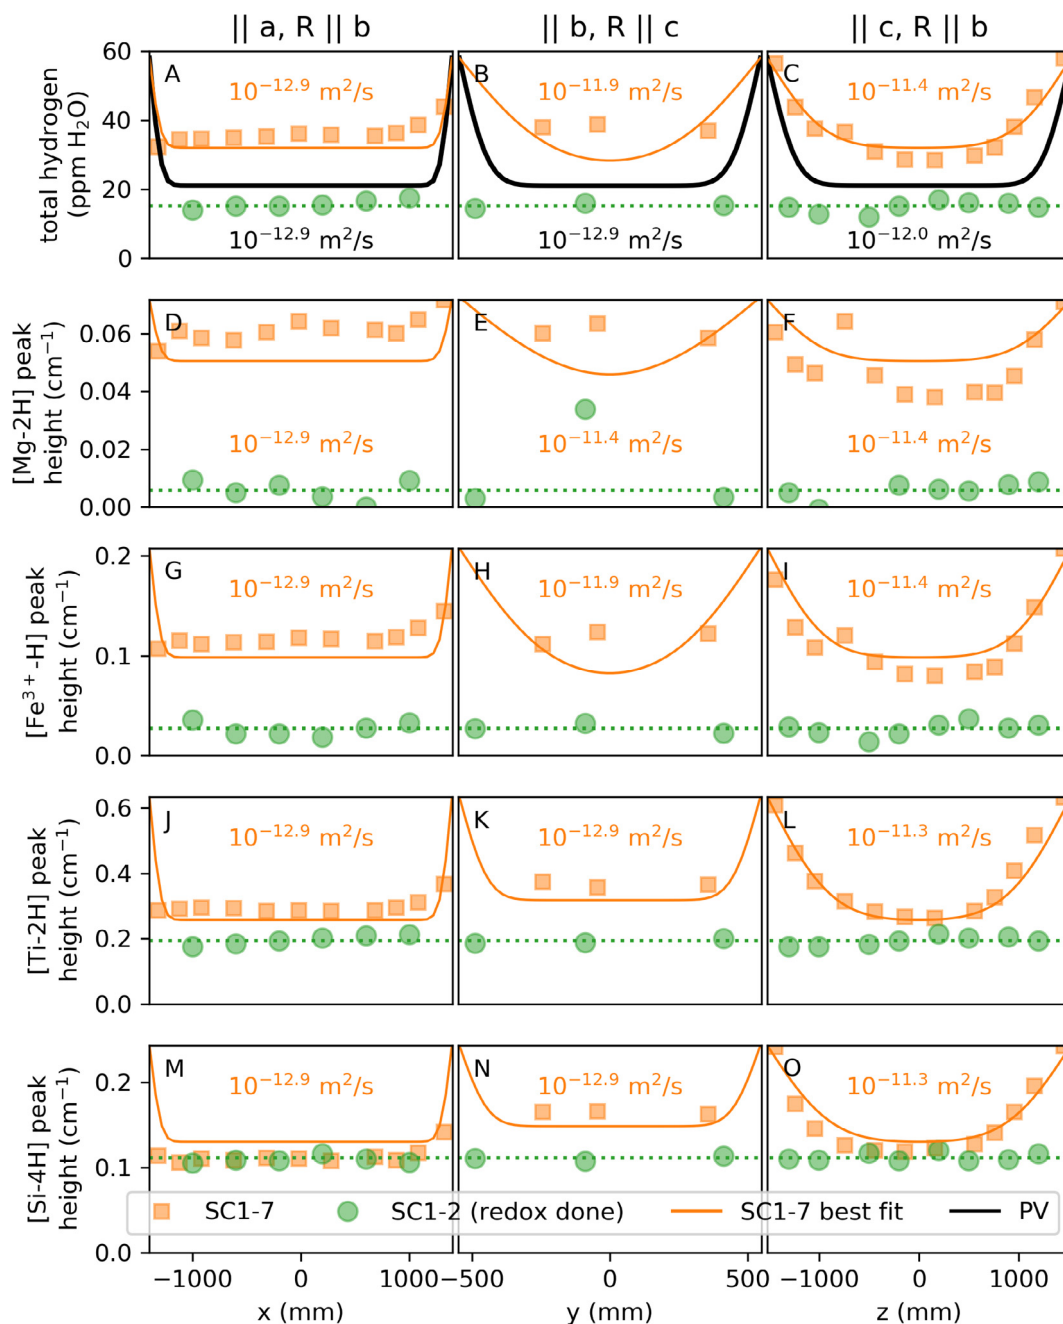 || a, R || b
|| b, R || c
|| c, R || b
total hydrogen
(ppm H₂O)
60
40
20
0
A
10⁻¹²·⁹ m²/s
10⁻¹²·⁹ m²/s
B
10⁻¹¹·⁹ m²/s
10⁻¹²·⁹ m²/s
C
10⁻¹¹·⁴ m²/s
10⁻¹²·⁰ m²/s
[Mg-2H] peak
height (cm⁻¹)
0.06
0.04
0.02
0.00
D
10⁻¹²·⁹ m²/s
E
10⁻¹¹·⁴ m²/s
F
10⁻¹¹·⁴ m²/s
[Fe³⁺-H] peak
height (cm⁻¹)
0.2
0.1
0.0
G
10⁻¹²·⁹ m²/s
H
10⁻¹¹·⁹ m²/s
I
10⁻¹¹·⁴ m²/s
[Ti-2H] peak
height (cm⁻¹)
0.6
0.4
0.2
0.0
J
10⁻¹²·⁹ m²/s
K
10⁻¹²·⁹ m²/s
L
10⁻¹¹·³ m²/s
[Si-4H] peak
height (cm⁻¹)
0.2
0.1
0.0
M
10⁻¹²·⁹ m²/s
N
10⁻¹²·⁹ m²/s
O
10⁻¹¹·³ m²/s
SC1-7
SC1-2 (redox done)
SC1-7 best fit
PV
−1000 0 1000
−500 0 500
−1000 0 1000
x (mm)
y (mm)
z (mm)